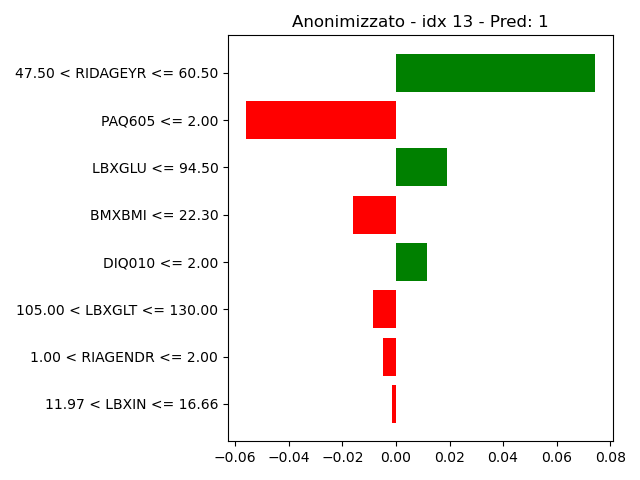 Anonimizzato - idx 13 - Pred: 1
47.50 < RIDAGEYR <= 60.50
PAQ605 <= 2.00
LBXGLU <= 94.50
BMXBMI <= 22.30
DIQ010 <= 2.00
105.00 < LBXGLT <= 130.00
1.00 < RIAGENDR <= 2.00
11.97 < LBXIN <= 16.66
−0.06 −0.04 −0.02 0.00 0.02 0.04 0.06 0.08